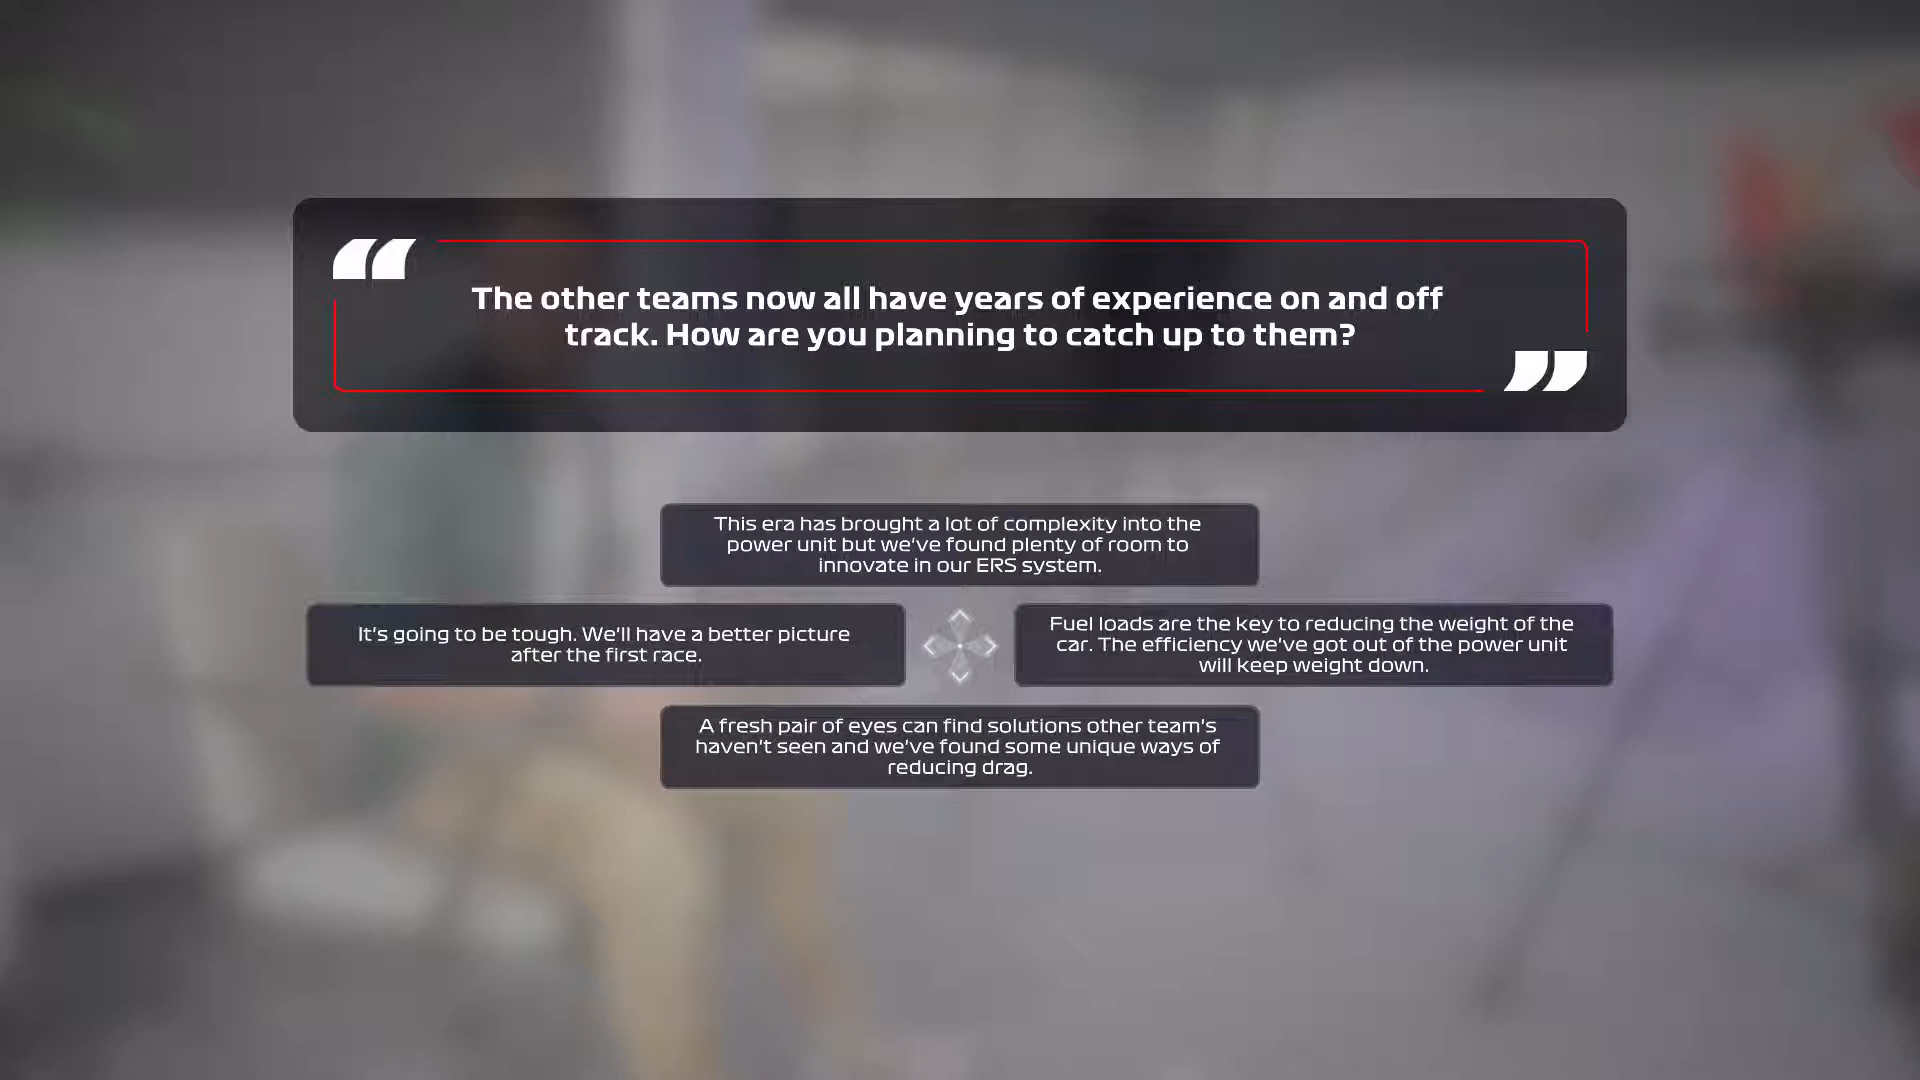 The other teams now all have years of experience on and off
track. How are you planning to catch up to them?
This era has brought a lot of complexity into the
power unit but we've found plenty of room to
innovate in our ERS system.
It's going to be tough. We'll have a better picture
after the first race.
Fuel loads are the key to reducing the weight of the
car. The efficiency we've got out of the power unit
will keep weight down.
A fresh pair of eyes can find solutions other team's
haven't seen and we've found some unique ways of
reducing drag.